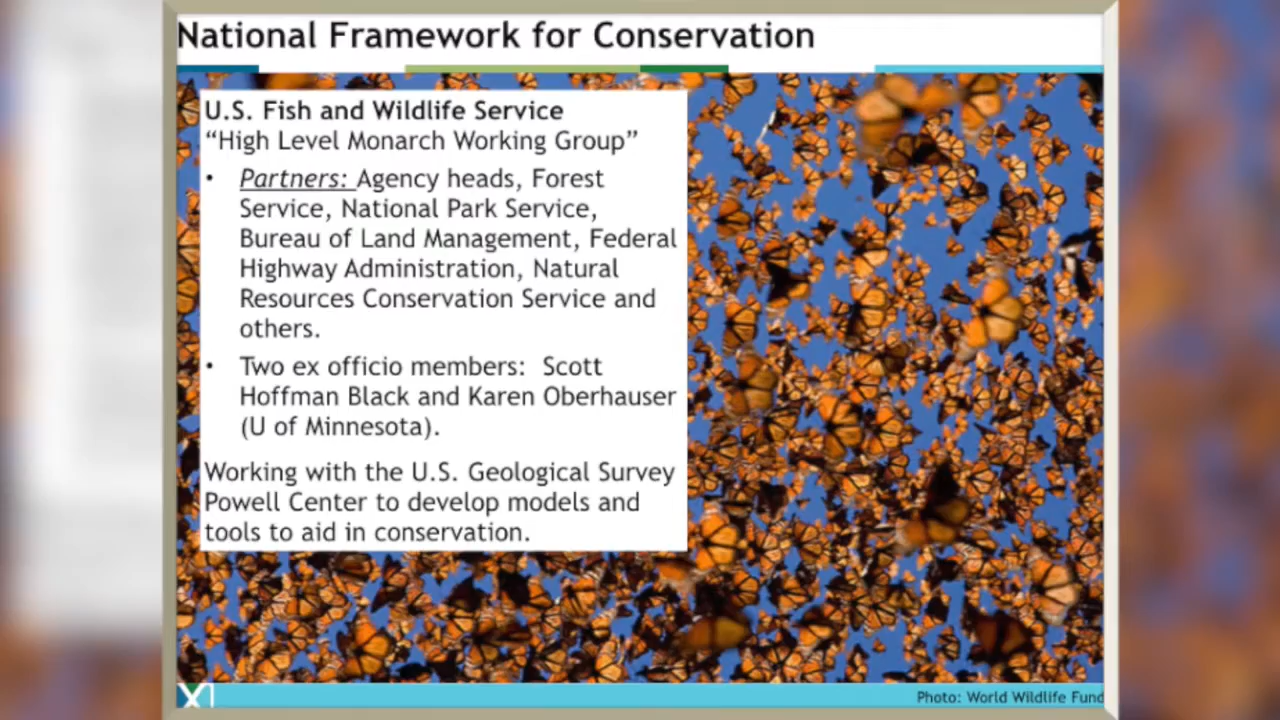 National Framework for Conservation
U.S. Fish and Wildlife Service
“High Level Monarch Working Group”
• Partners: Agency heads, Forest
Service, National Park Service,
Bureau of Land Management, Federal
Highway Administration, Natural
Resources Conservation Service and
others.
• Two ex officio members:  Scott
Hoffman Black and Karen Oberhauser
(U of Minnesota).
Working with the U.S. Geological Survey
Powell Center to develop models and
tools to aid in conservation.
Photo: World Wildlife Fund